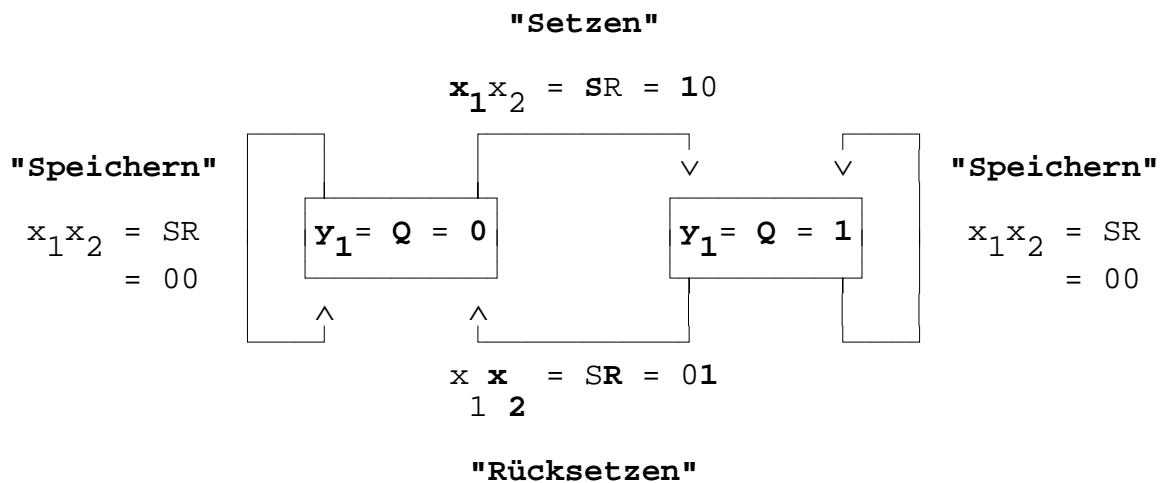 "Setzen"
x₁x₂ = SR = 10
"Speichern" "Speichern"
x₁x₂ = SR y₁= Q = 0 y₁= Q = 1 x₁x₂ = SR
= 00 = 00
x₁x₂ = SR = 01
"Rücksetzen"